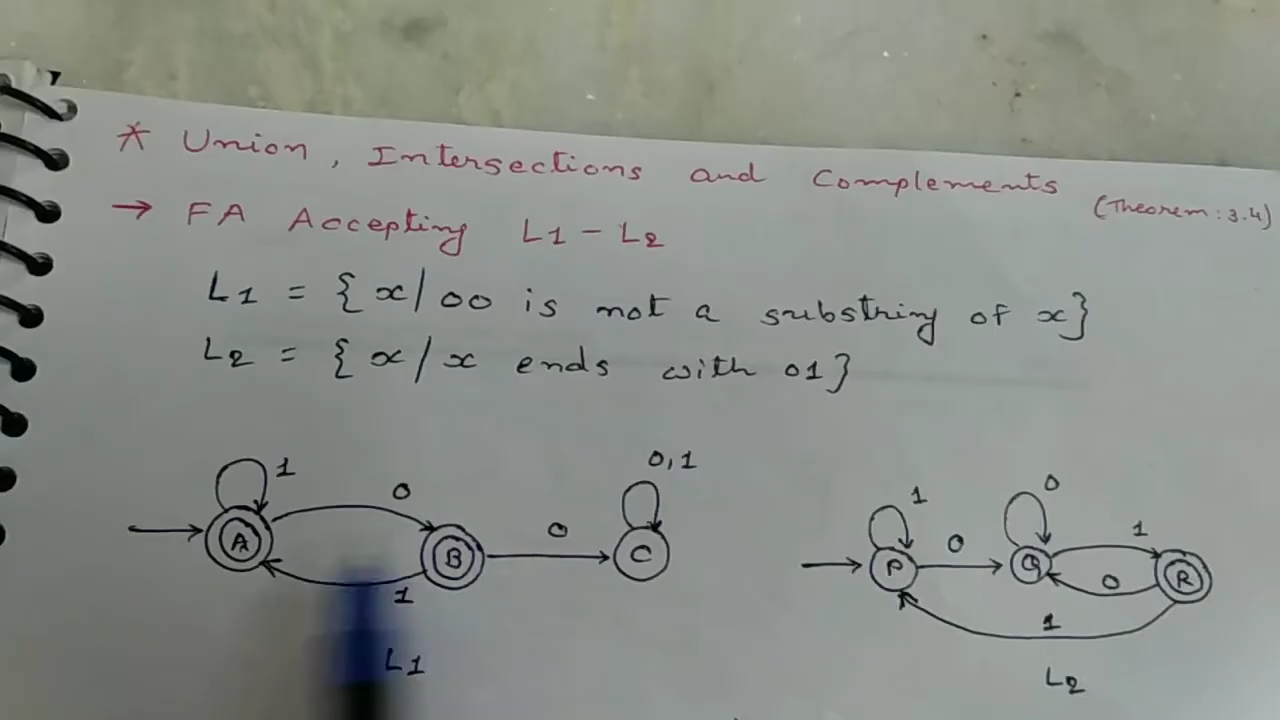 * Union, Intersections and Complements
(Theorem: 3.4)
→ FA Accepting L1 - L2
L1 = {x/00 is not a substring of x}
L2 = {x/x ends with 01}
1 0 0 0,1
A B C
1
L1
1 0 0 1
P Q R
0
1
L2